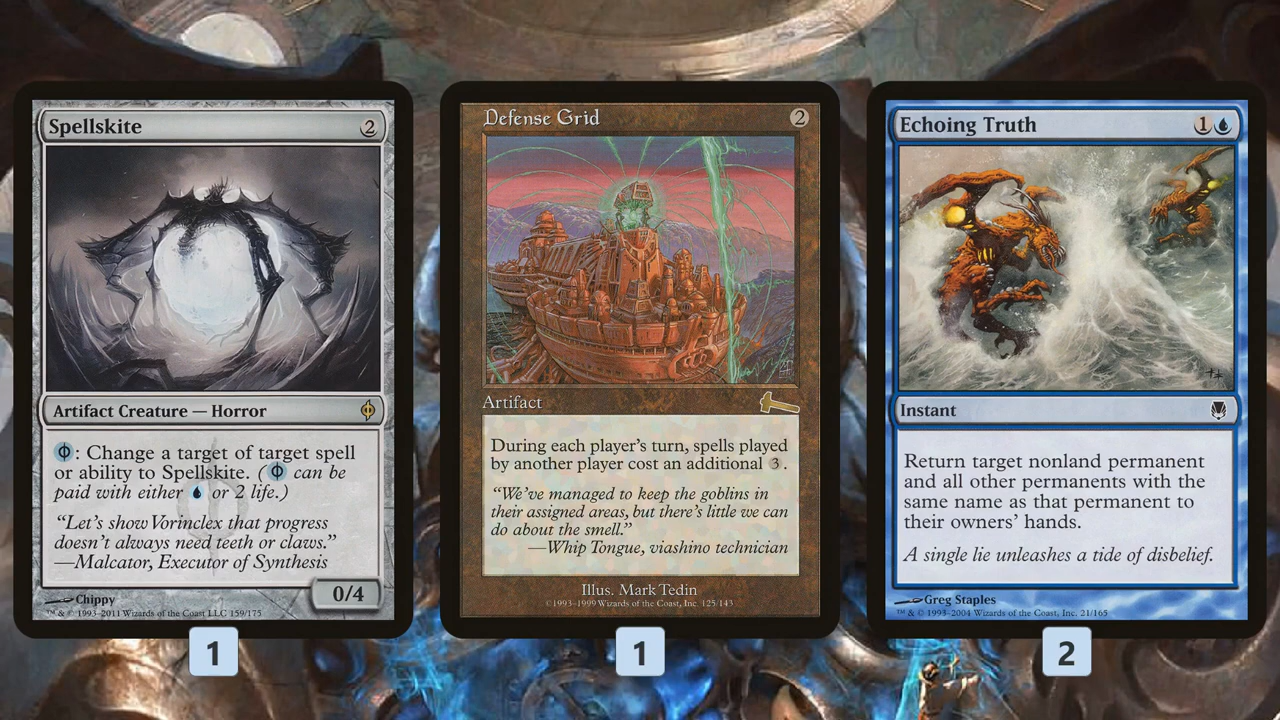 Spellskite 2
Artifact Creature — Horror
: Change a target of target spell
or ability to Spellskite. ( can be
paid with either or 2 life.)
“Let’s show Vorinclex that progress
doesn’t always need teeth or claws.”
—Malcator, Executor of Synthesis
0/4
Chippy
™ & © 1993–2011 Wizards of the Coast LLC 159/175
1
Defense Grid 2
Artifact
During each player’s turn, spells played
by another player cost an additional 3.
“We’ve managed to keep the goblins in
their assigned areas, but there’s little we can
do about the smell.”
—Whip Tongue, viashino technician
Illus. Mark Tedin
©1993–1999 Wizards of the Coast, Inc. 125/143
1
Echoing Truth 1
Instant
Return target nonland permanent
and all other permanents with the
same name as that permanent to
their owners’ hands.
A single lie unleashes a tide of disbelief.
Greg Staples
™ & © 1993–2004 Wizards of the Coast, Inc. 21/165
2